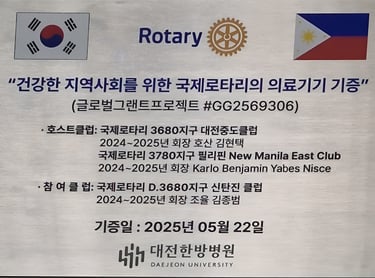 Rotary
“건강한 지역사회를 위한 국제로타리의 의료기기 기증”
(글로벌그랜트프로젝트 #GG2569306)
· 호스트클럽: 국제로타리 3680지구 대전중도클럽
2024~2025년 회장 호산 김현택
국제로타리 3780지구 필리핀 New Manila East Club
2024~2025년 회장 Karlo Benjamin Yabes Nisce
· 참 여 클 럽: 국제로타리 D.3680지구 신탄진 클럽
2024~2025년 회장 조율 김종범
기증일 : 2025년 05월 22일
대전한방병원
DAEJEON UNIVERSITY